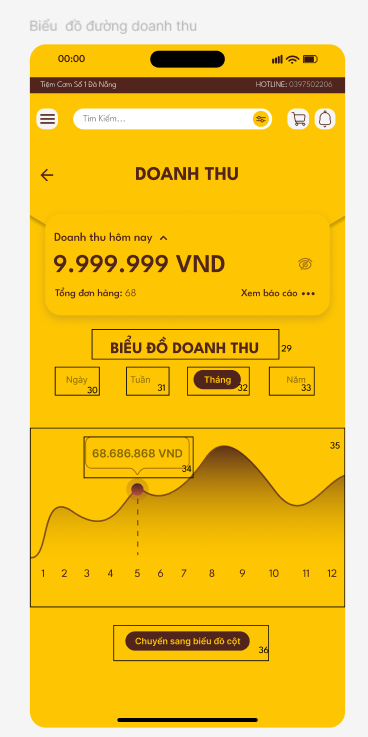 Biểu đồ đường doanh thu
00:00
Tiệm Cơm Số 1 Đà Nẵng HOTLINE: 0397502206
Tìm Kiếm...
DOANH THU
Doanh thu hôm nay
9.999.999 VND
Tổng đơn hàng: 68 Xem báo cáo •••
BIỂU ĐỒ DOANH THU 29
Ngày 30 Tuần 31 Tháng 32 Năm 33
35
68.686.868 VND 34
1 2 3 4 5 6 7 8 9 10 11 12
Chuyển sang biểu đồ cột 36